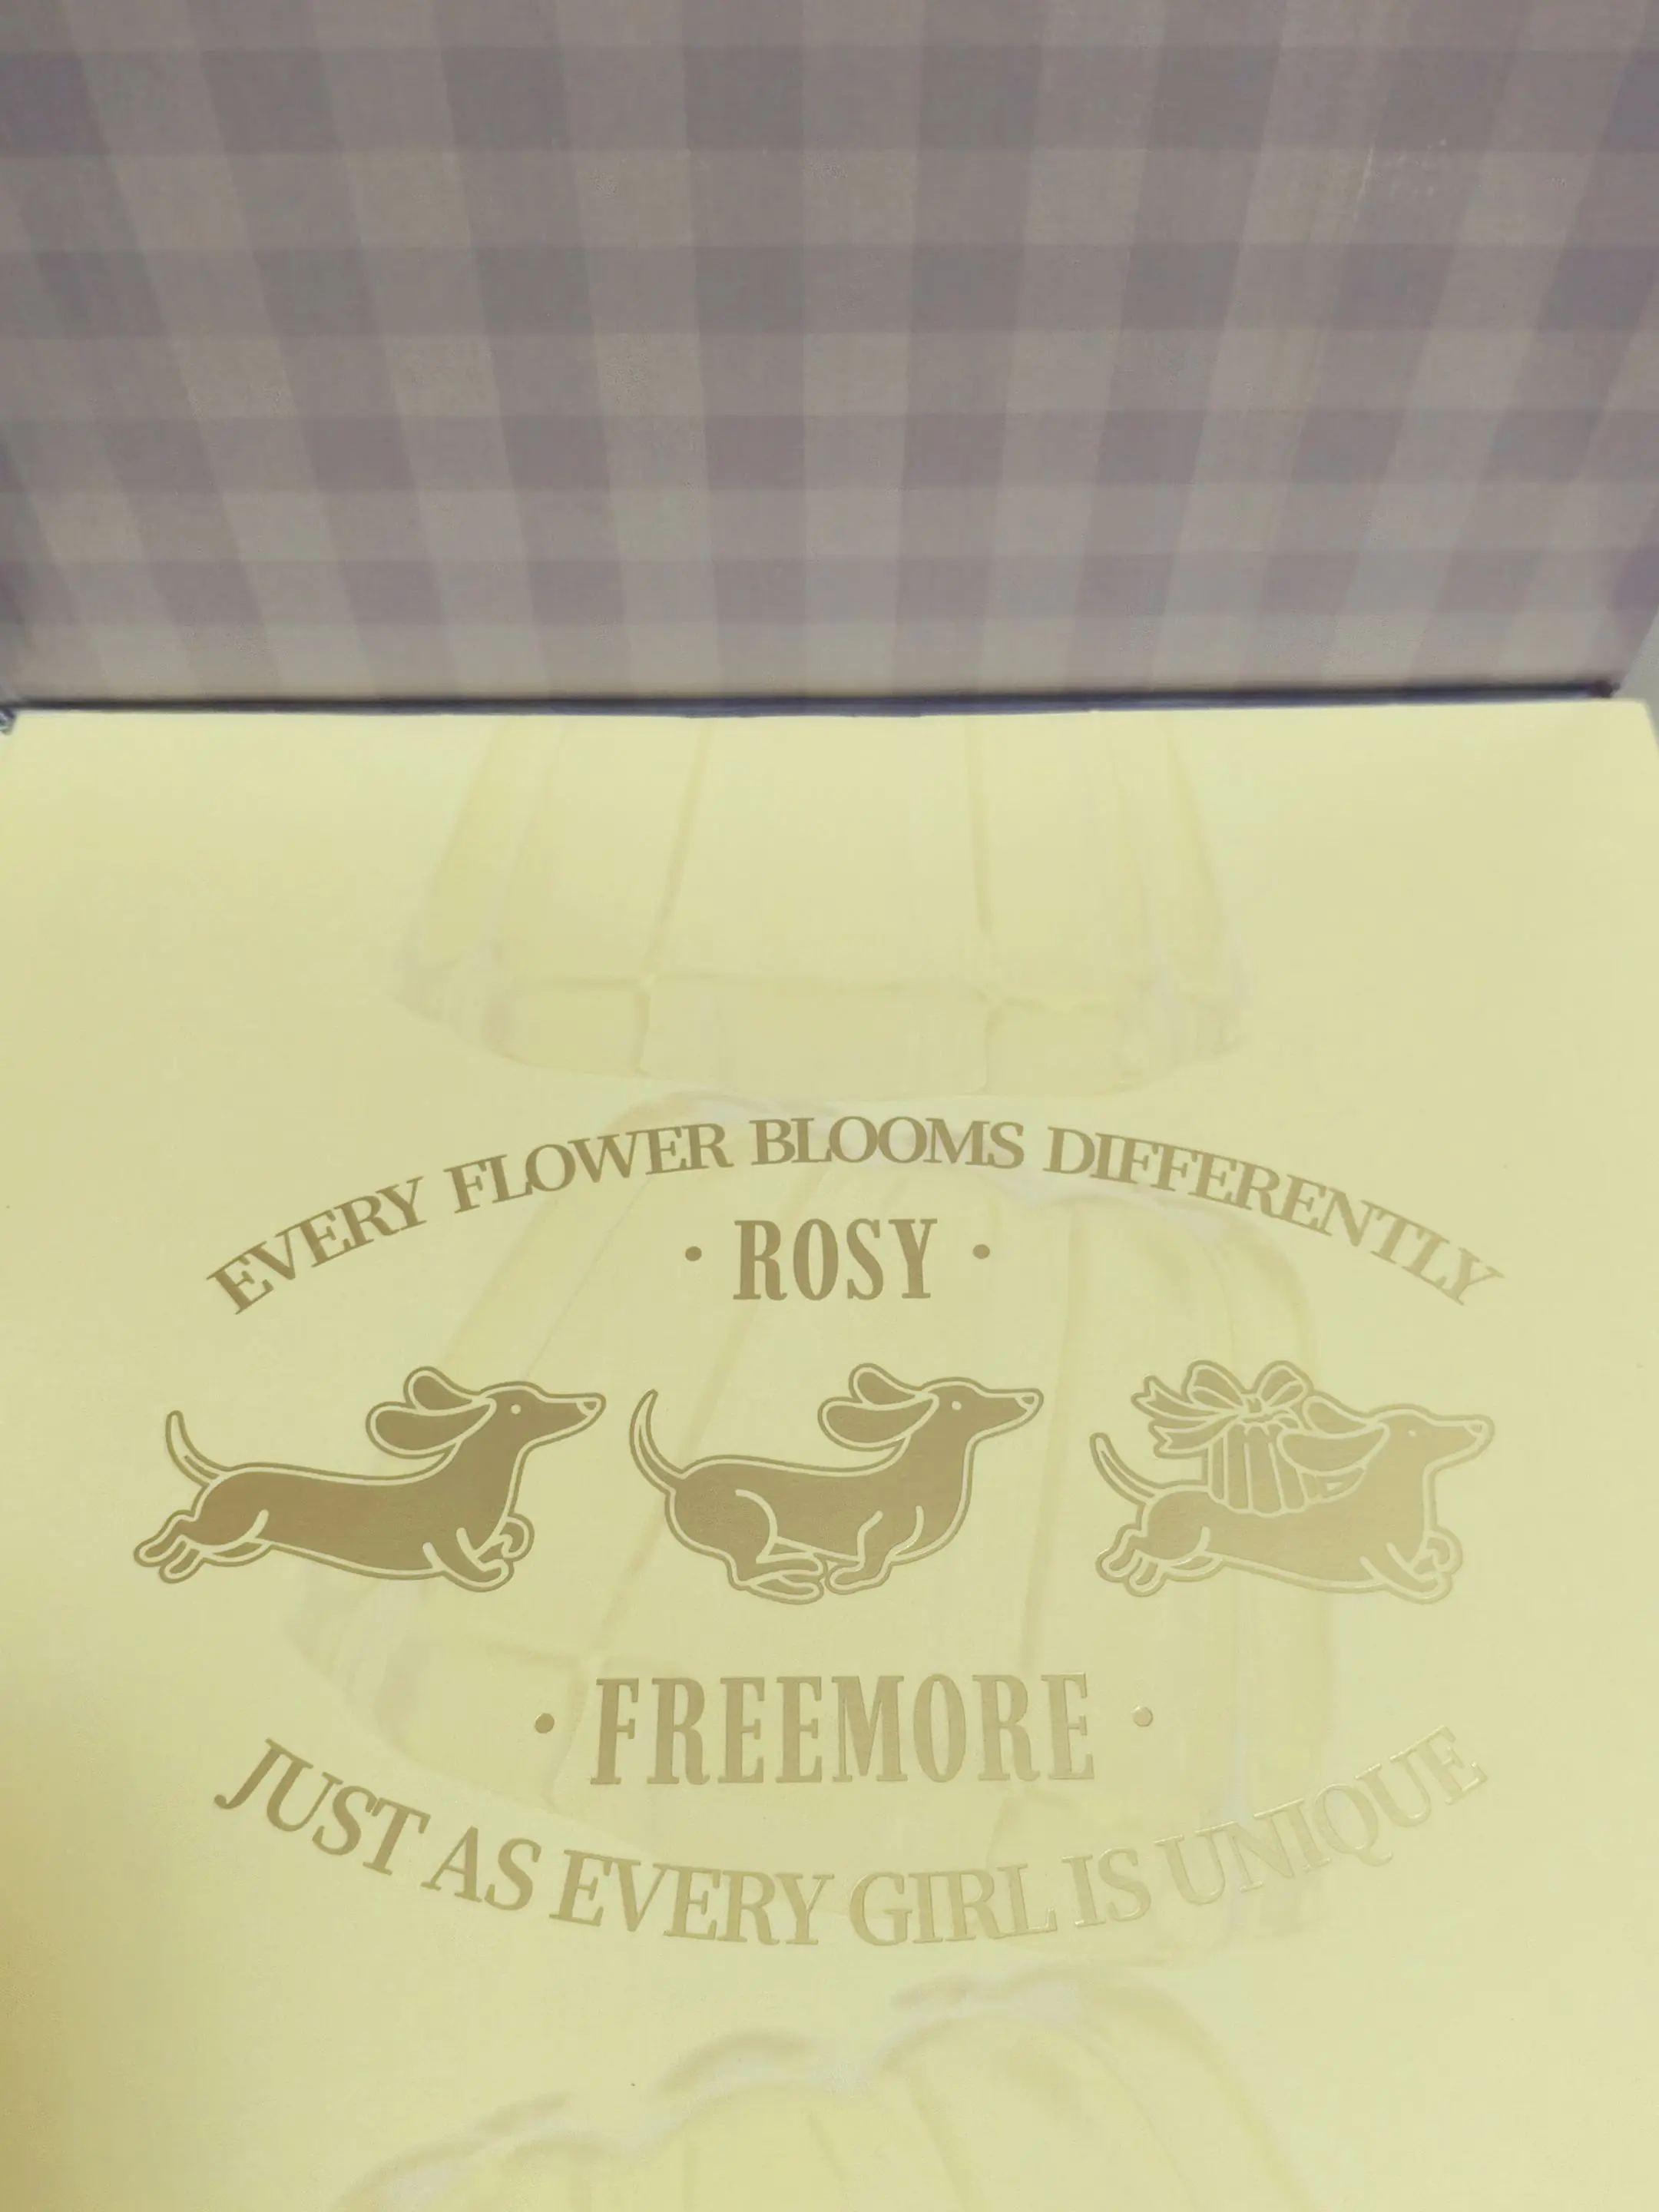 EVERY FLOWER BLOOMS DIFFERENTLY
· ROSY ·
· FREEMORE ·
JUST AS EVERY GIRL IS UNIQUE